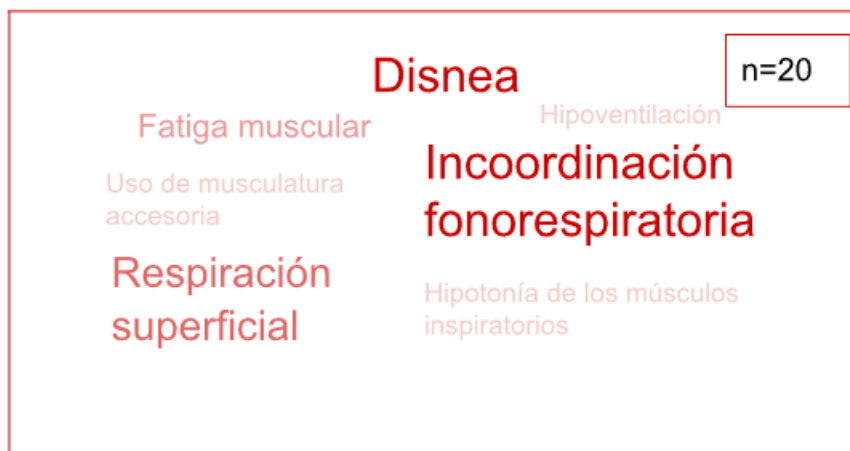 Disnea
n=20
Hipoventilación
Fatiga muscular
Incoordinación
fonorespiratoria
Uso de musculatura
accesoria
Respiración
superficial
Hipotonía de los músculos
inspiratorios